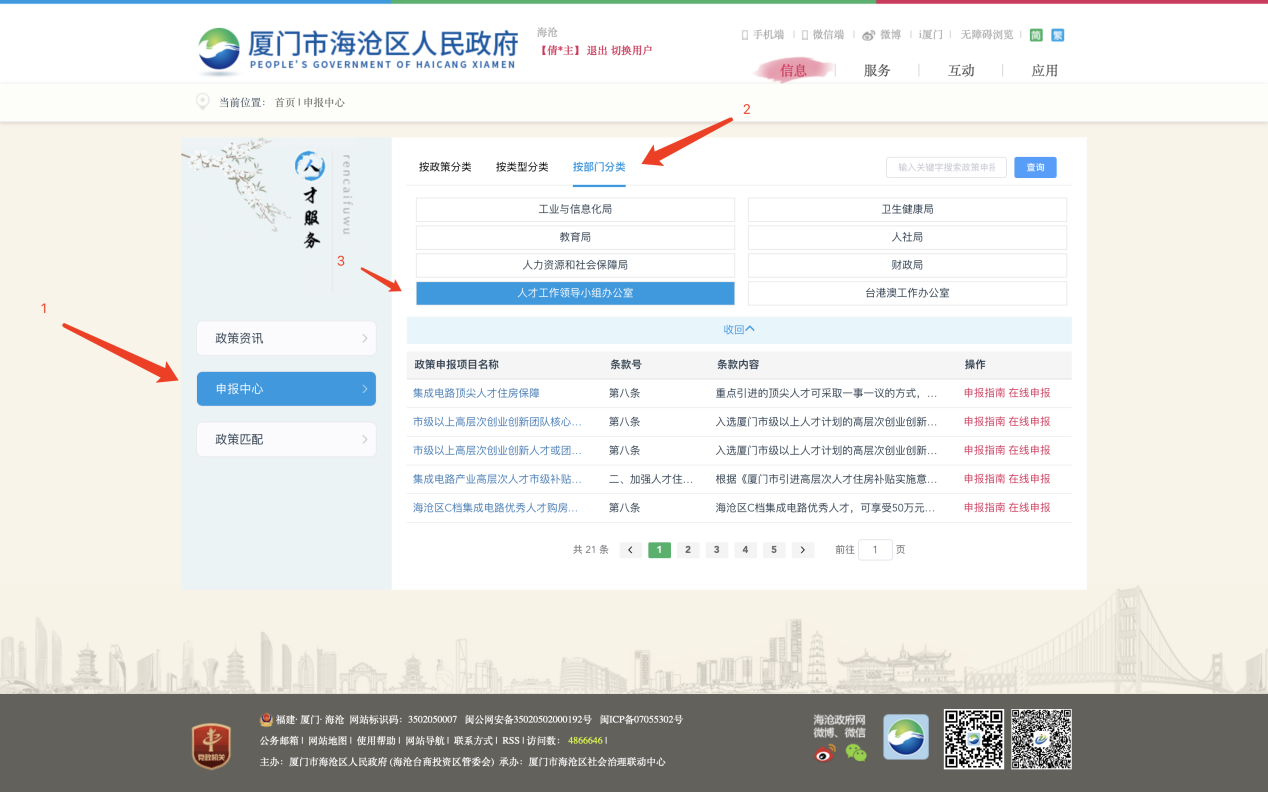 厦门市海沧区人民政府
PEOPLE'S GOVERNMENT OF HAICANG XIAMEN
海沧
【倩*主】 退出 切换用户
手机端 | 微信端 | 微博 | i厦门 | 无障碍浏览 | 简 繁
信息 | 服务 | 互动 | 应用
当前位置： 首页 | 申报中心
2
人才服务
rencaifuwu
按政策分类 按类型分类 按部门分类
输入关键字搜索政策申报 查询
工业与信息化局 卫生健康局
教育局 人社局
3
人力资源和社会保障局 财政局
人才工作领导小组办公室 台港澳工作办公室
1
收回
政策资讯
申报中心
政策匹配
政策申报项目名称 条款号 条款内容 操作
集成电路顶尖人才住房保障 第八条 重点引进的顶尖人才可采取一事一议的方式，... 申报指南 在线申报
市级以上高层次创业创新团队核心... 第八条 入选厦门市级以上人才计划的高层次创业创新... 申报指南 在线申报
市级以上高层次创业创新人才或团... 第八条 入选厦门市级以上人才计划的高层次创业创新... 申报指南 在线申报
集成电路产业高层次人才市级补贴... 二、加强人才住... 根据《厦门市引进高层次人才住房补贴实施意... 申报指南 在线申报
海沧区C档集成电路优秀人才购房... 第八条 海沧区C档集成电路优秀人才，可享受50万元... 申报指南 在线申报
共 21 条 1 2 3 4 5 前往 1 页
福建· 厦门· 海沧 网站标识码：3502050007 闽公网安备35020502000192号 闽ICP备07055302号
公务邮箱 | 网站地图 | 使用帮助 | 网站导航 | 联系方式 | RSS | 访问数： 4866646 |
主办：厦门市海沧区人民政府 (海沧台商投资区管委会) 承办：厦门市海沧区社会治理联动中心
党政机关
海沧政府网
微博、微信